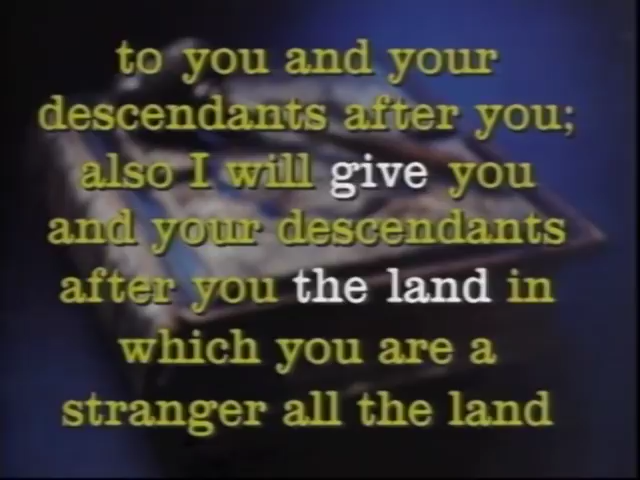 to you and your
descendants after you;
also I will give you
and your descendants
after you the land in
which you are a
stranger all the land